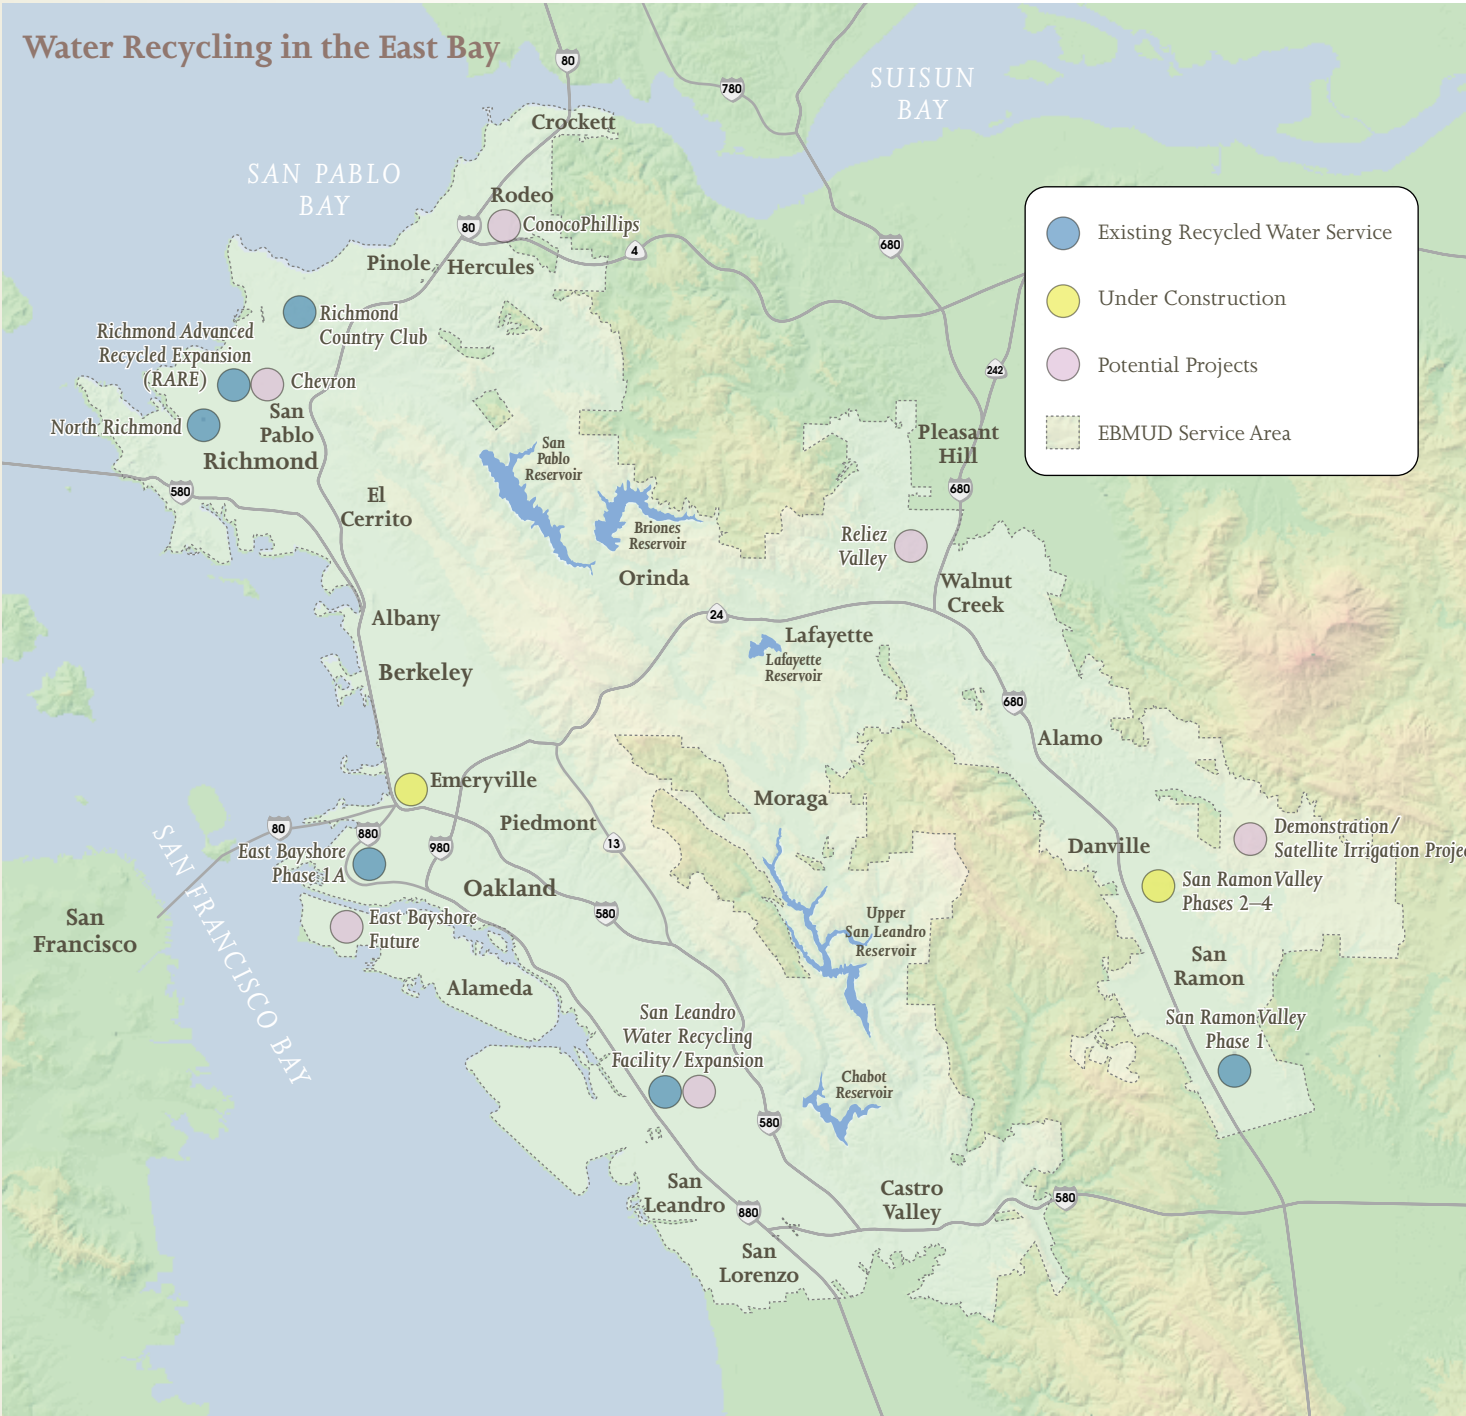 Water Recycling in the East Bay
80
780
SUISUN
BAY
Crockett
SAN PABLO
BAY
Rodeo
80
ConocoPhillips
4
680
Pinole
Hercules
Existing Recycled Water Service
Under Construction
Potential Projects
EBMUD Service Area
Richmond
Country Club
Richmond Advanced
Recycled Expansion
(RARE)
Chevron
242
North Richmond
San
Pablo
Richmond
580
San
Pablo
Reservoir
Pleasant
Hill
680
El
Cerrito
Briones
Reservoir
Reliez
Valley
Orinda
Walnut
Creek
24
Albany
Lafayette
Lafayette
Reservoir
Berkeley
680
Alamo
Emeryville
Moraga
80
880
980
Piedmont
13
Danville
Demonstration/
Satellite Irrigation Proje
East Bayshore
Phase 1A
Oakland
580
San Ramon Valley
Phases 2–4
San
Francisco
SAN FRANCISCO BAY
East Bayshore
Future
Upper
San Leandro
Reservoir
San
Ramon
Alameda
San Leandro
Water Recycling
Facility/Expansion
San Ramon Valley
Phase 1
Chabot
Reservoir
580
San
Leandro
880
Castro
Valley
580
San
Lorenzo